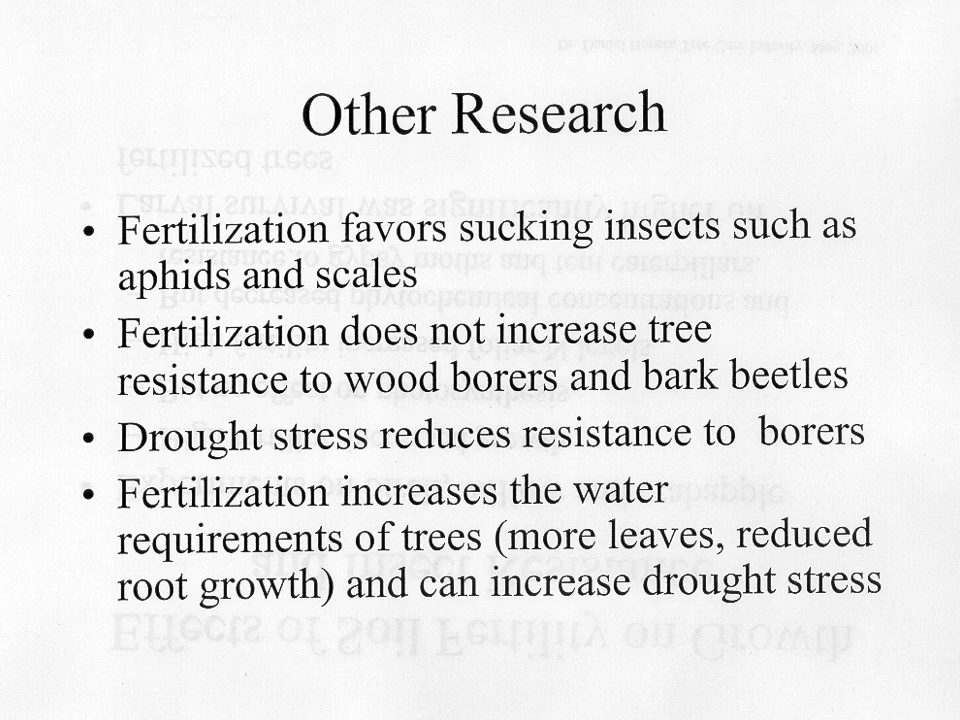 Other Research
• Fertilization favors sucking insects such as
aphids and scales
• Fertilization does not increase tree
resistance to wood borers and bark beetles
• Drought stress reduces resistance to borers
• Fertilization increases the water
requirements of trees (more leaves, reduced
root growth) and can increase drought stress